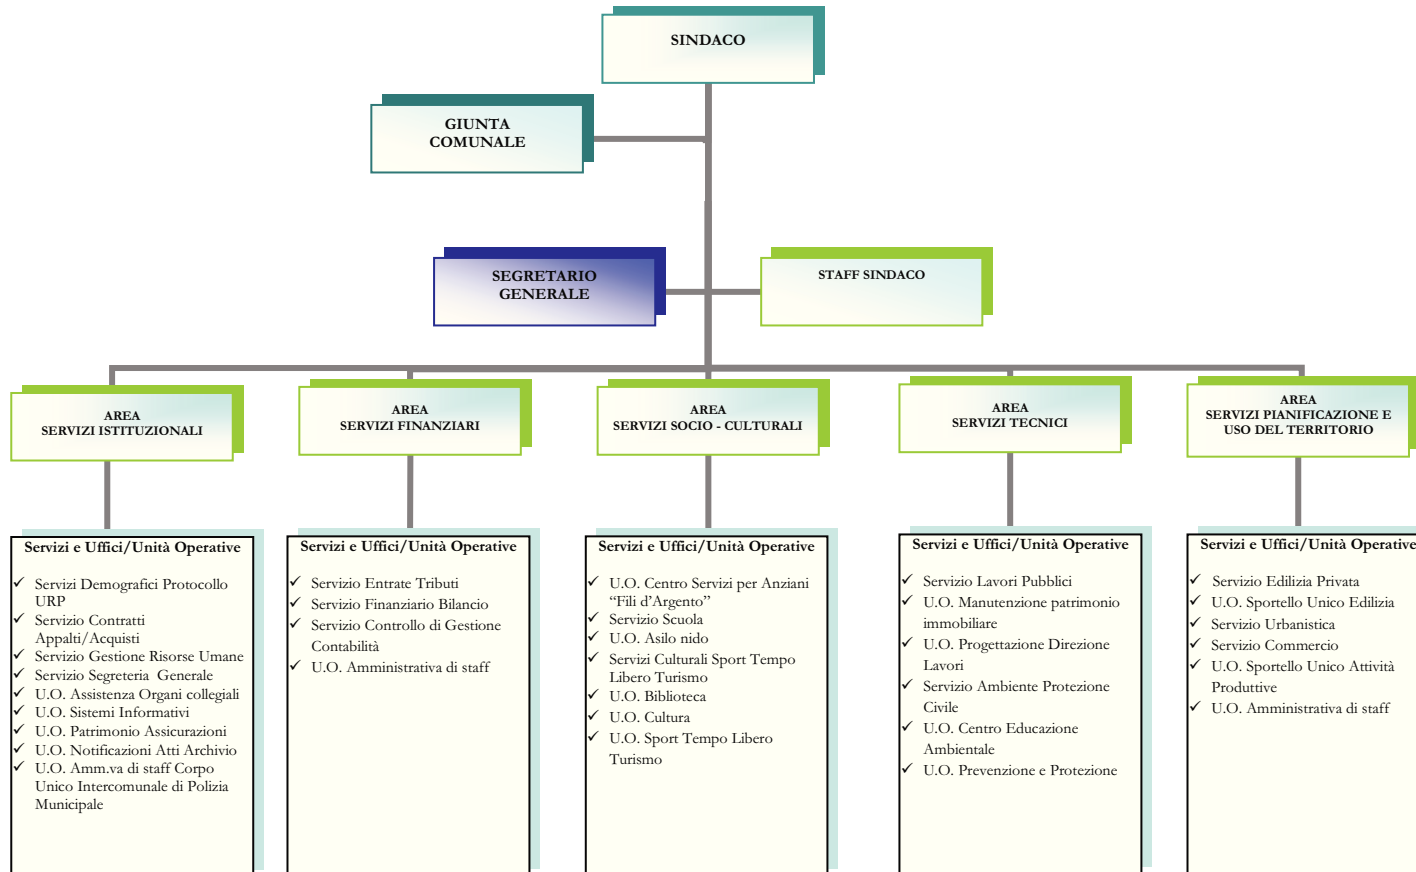 SINDACO
GIUNTA
COMUNALE
SEGRETARIO
GENERALE
STAFF SINDACO
AREA
SERVIZI ISTITUZIONALI
AREA
SERVIZI FINANZIARI
AREA
SERVIZI SOCIO - CULTURALI
AREA
SERVIZI TECNICI
AREA
SERVIZI PIANIFICAZIONE E
USO DEL TERRITORIO
Servizi e Uffici/Unità Operative
✓ Servizi Demografici Protocollo
URP
✓ Servizio Contratti
Appalti/Acquisti
✓ Servizio Gestione Risorse Umane
✓ Servizio Segreteria Generale
✓ U.O. Assistenza Organi collegiali
✓ U.O. Sistemi Informativi
✓ U.O. Patrimonio Assicurazioni
✓ U.O. Notificazioni Atti Archivio
✓ U.O. Amm.va di staff Corpo
Unico Intercomunale di Polizia
Municipale
Servizi e Uffici/Unità Operative
✓ Servizio Entrate Tributi
✓ Servizio Finanziario Bilancio
✓ Servizio Controllo di Gestione
Contabilità
✓ U.O. Amministrativa di staff
Servizi e Uffici/Unità Operative
✓ U.O. Centro Servizi per Anziani
“Fili d’Argento”
✓ Servizio Scuola
✓ U.O. Asilo nido
✓ Servizi Culturali Sport Tempo
Libero Turismo
✓ U.O. Biblioteca
✓ U.O. Cultura
✓ U.O. Sport Tempo Libero
Turismo
Servizi e Uffici/Unità Operative
✓ Servizio Lavori Pubblici
✓ U.O. Manutenzione patrimonio
immobiliare
✓ U.O. Progettazione Direzione
Lavori
✓ Servizio Ambiente Protezione
Civile
✓ U.O. Centro Educazione
Ambientale
✓ U.O. Prevenzione e Protezione
Servizi e Uffici/Unità Operative
✓ Servizio Edilizia Privata
✓ U.O. Sportello Unico Edilizia
✓ Servizio Urbanistica
✓ Servizio Commercio
✓ U.O. Sportello Unico Attività
Produttive
✓ U.O. Amministrativa di staff